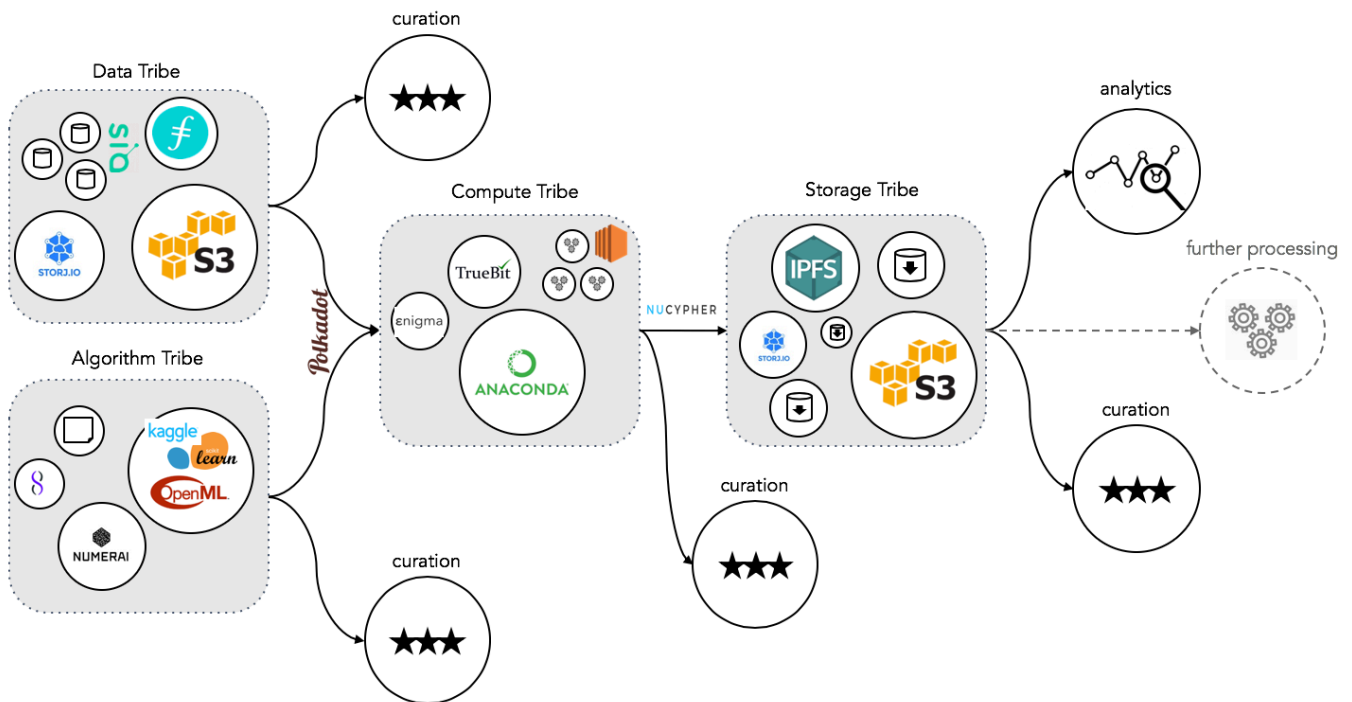 curation
Data Tribe
sia
STORJ.IO
S3
Polkadot
Algorithm Tribe
kaggle
scikit
learn
OpenML
NUMERAI
curation
Compute Tribe
TrueBit
enigma
ANACONDA
NUCYPHER
curation
Storage Tribe
IPFS
STORJ.IO
S3
analytics
further processing
curation